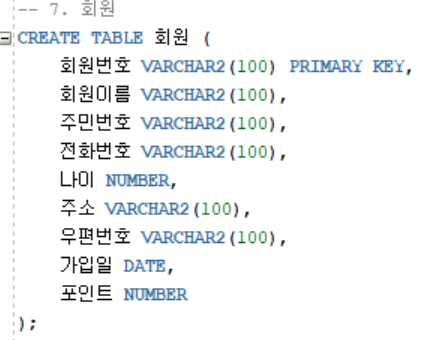 -- 7. 회원
CREATE TABLE 회원 (
회원번호 VARCHAR2(100) PRIMARY KEY,
회원이름 VARCHAR2(100),
주민번호 VARCHAR2(100),
전화번호 VARCHAR2(100),
나이 NUMBER,
주소 VARCHAR2(100),
우편번호 VARCHAR2(100),
가입일 DATE,
포인트 NUMBER
);